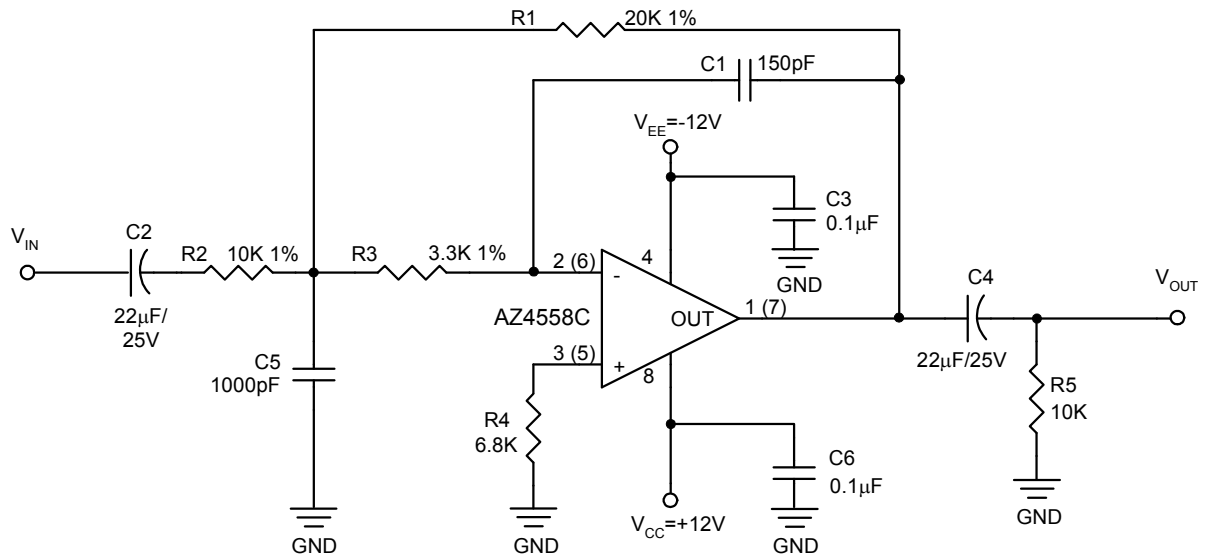 R1 20K 1%
C1 150pF
V_EE=-12V
C3
0.1μF
GND
V_IN
C2
22μF/
25V
R2 10K 1%
R3 3.3K 1%
2 (6)
-
4
AZ4558C
OUT
1 (7)
3 (5)
+
8
C4
22μF/25V
V_OUT
C5
1000pF
R4
6.8K
R5
10K
C6
0.1μF
V_CC=+12V
GND
GND
GND
GND